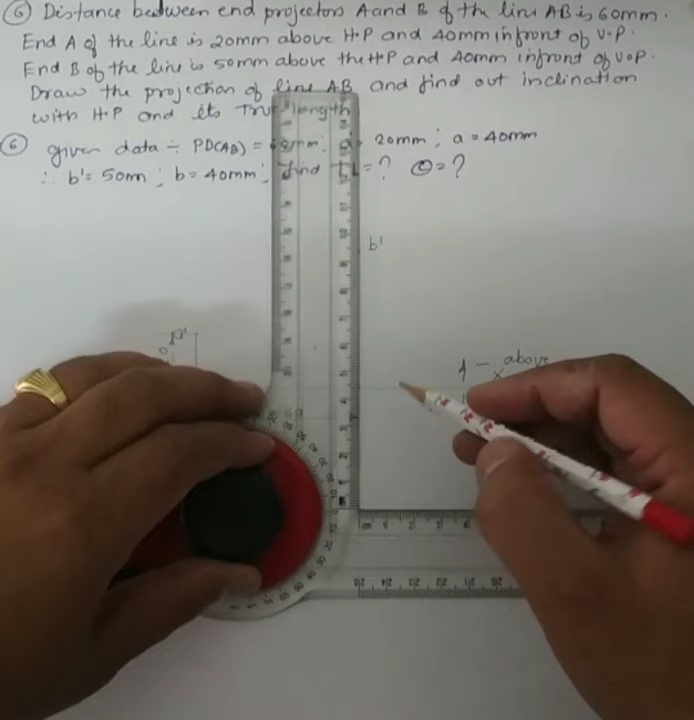 ⑥ Distance between end projectors A and B of the line AB is 60mm.
End A of the line is 20mm above H.P and 40mm infront of V.P.
End B of the line is 50mm above the H.P and 40mm infront of V.P.
Draw the projection of line AB and find out inclination
with H.P and its True length
⑥ given data ÷ PD(AB) = 20mm; a = 40mm
∴ b' = 50m; b = 40mm; find TL = ? θ = ?
b'
a'
above
x